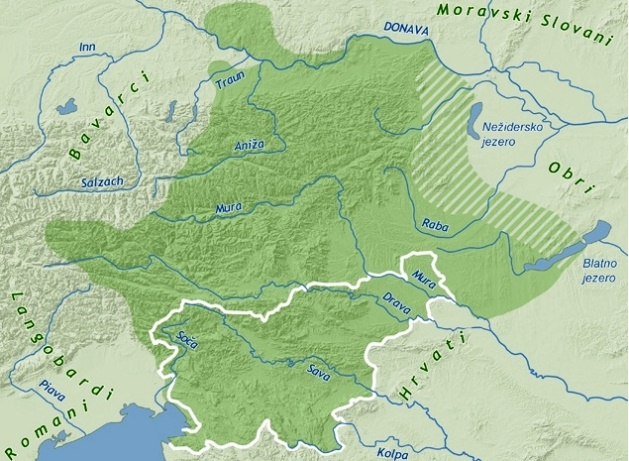 Moravski Slovani
DONAVA
Inn
Traun
Bavarci
Nežidersko
jezero
Aniža
Salzach
Obri
Mura
Raba
Blatno
jezero
Mura
Drava
Langobardi
Soča
Hrvati
Sava
Piava
Romani
Kolpa